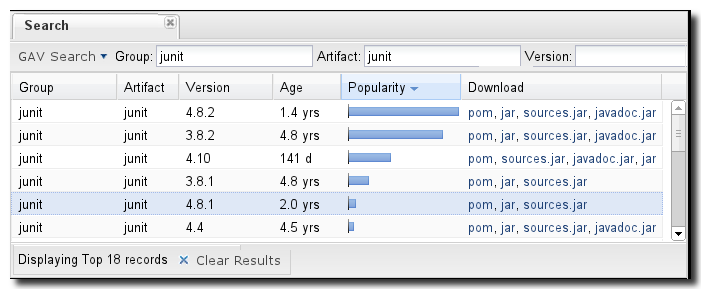 Search
GAV Search Group: junit Artifact: junit Version:
Group Artifact Version Age Popularity Download
junit junit 4.8.2 1.4 yrs pom, jar, sources.jar, javadoc.jar
junit junit 3.8.2 4.8 yrs pom, jar, sources.jar, javadoc.jar
junit junit 4.10 141 d pom, sources.jar, javadoc.jar, jar
junit junit 3.8.1 4.8 yrs pom, jar, sources.jar
junit junit 4.8.1 2.0 yrs pom, jar, sources.jar
junit junit 4.4 4.5 yrs pom, jar, sources.jar, javadoc.jar
Displaying Top 18 records Clear Results